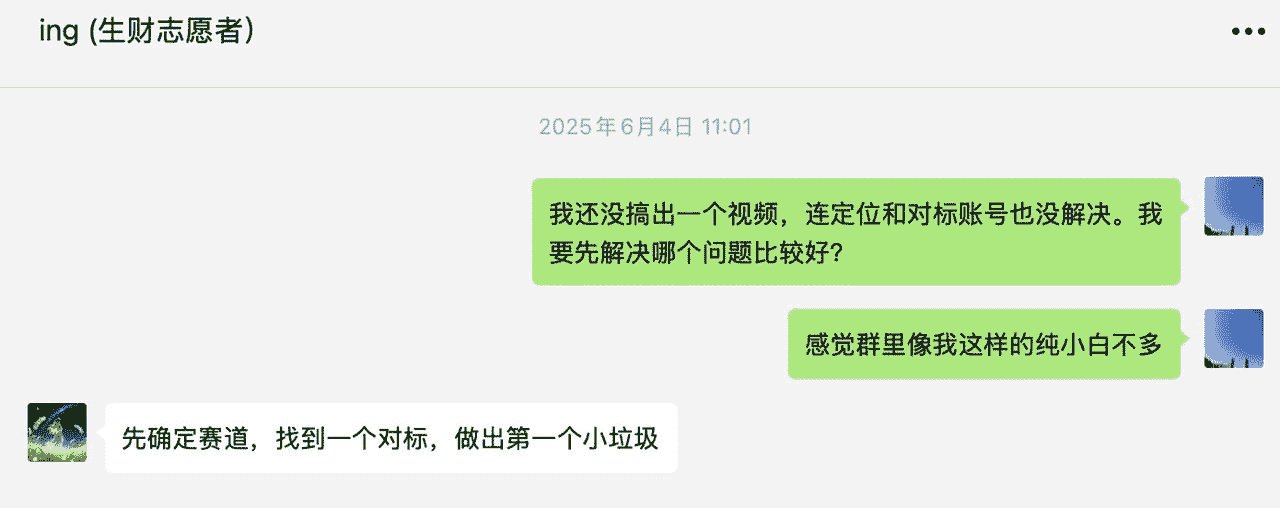 ing (生财志愿者)
2025年6月4日 11:01
我还没搞出一个视频，连定位和对标账号也没解决。我
要先解决哪个问题比较好？
感觉群里像我这样的纯小白不多
先确定赛道，找到一个对标，做出第一个小垃圾